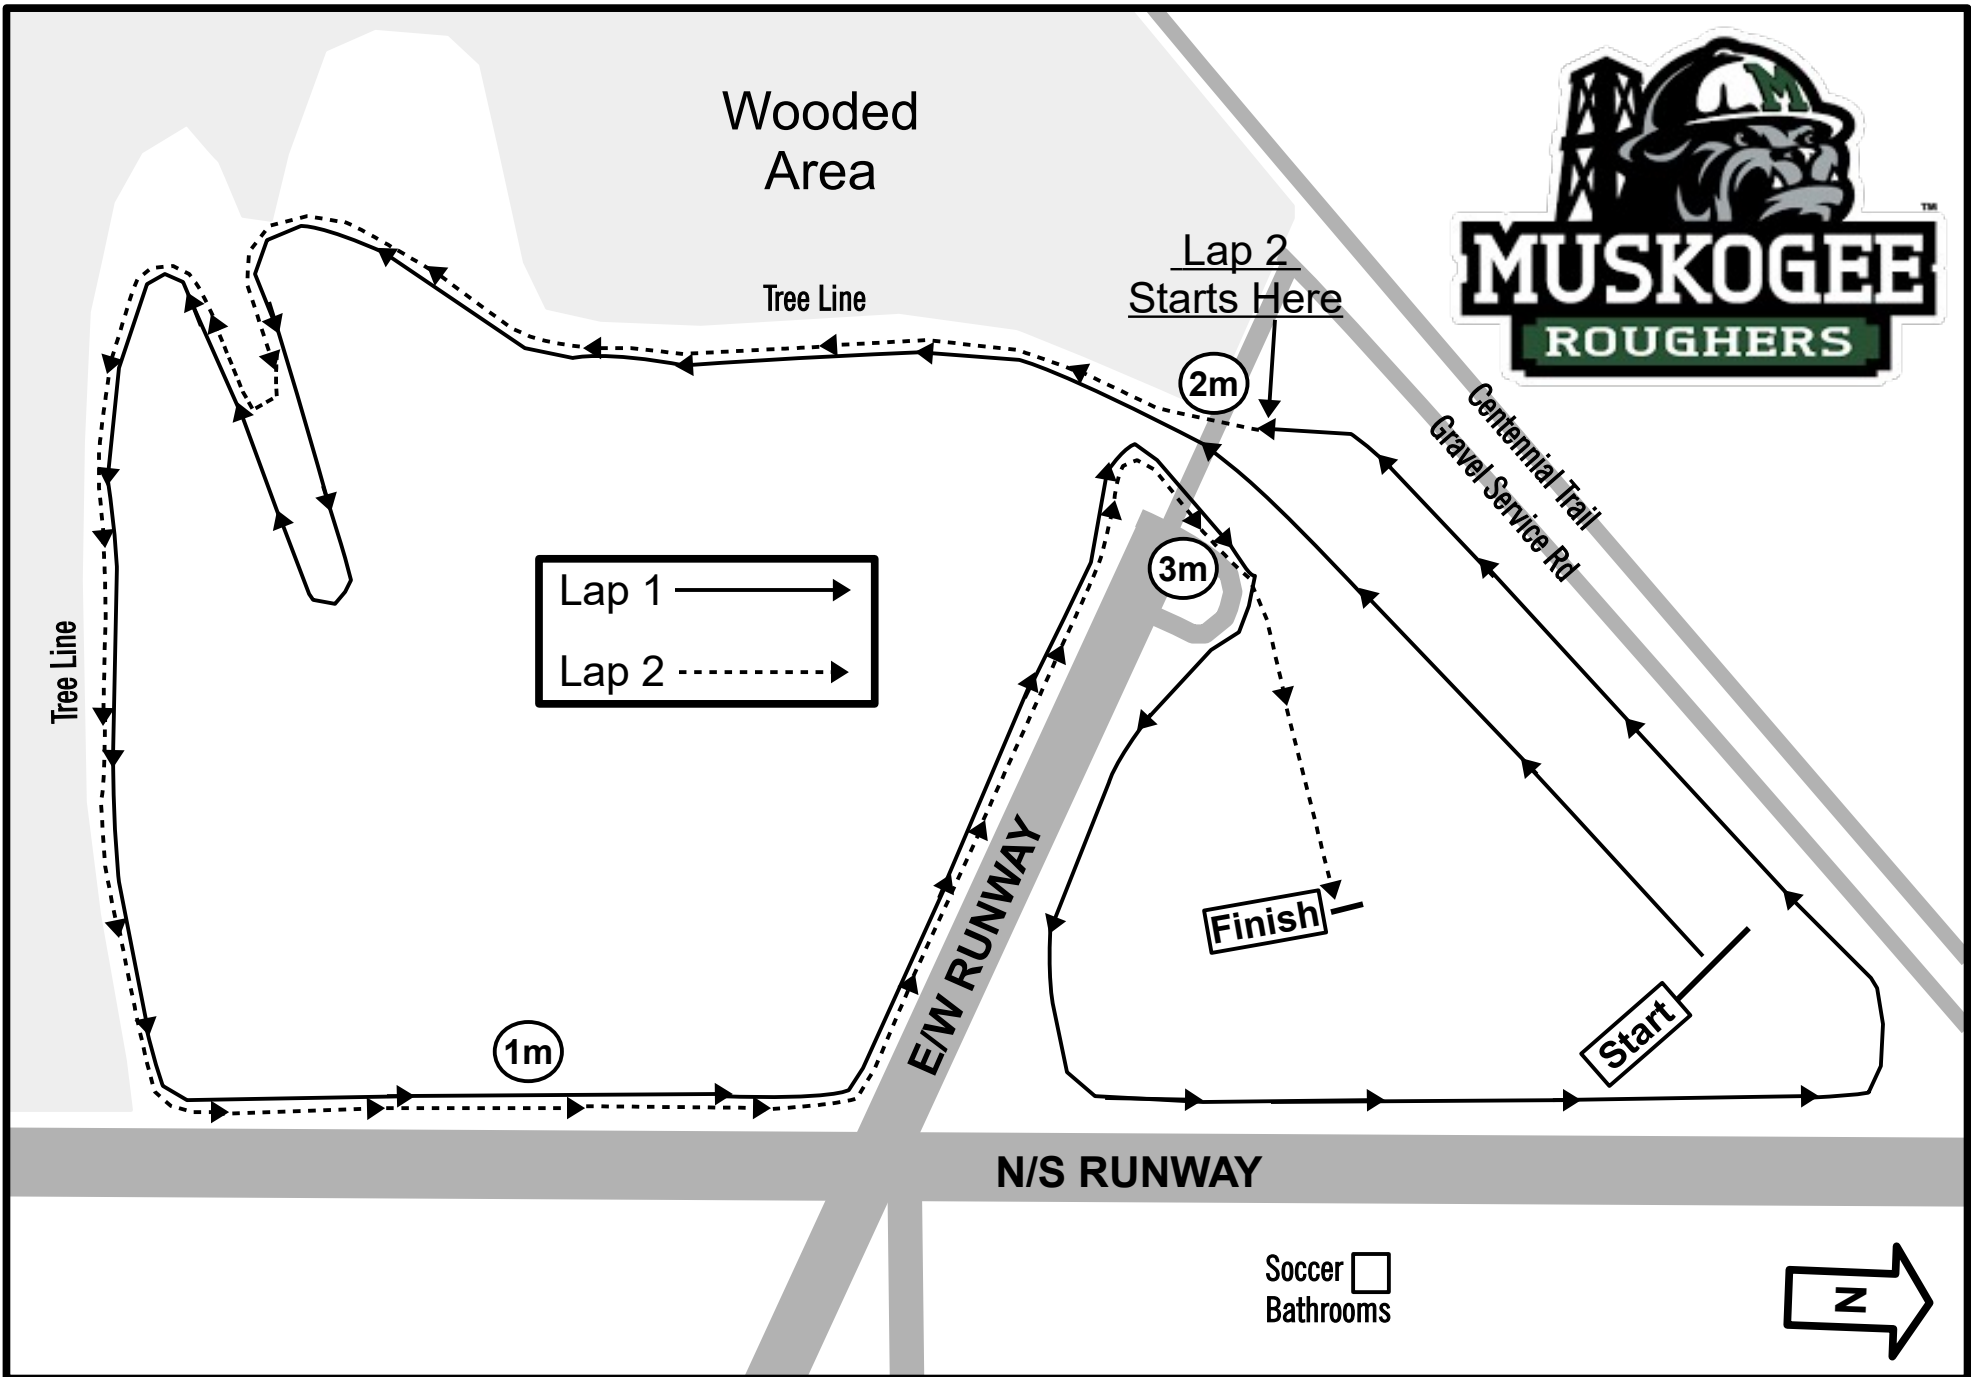 Wooded
Area
M
™
MUSKOGEE
ROUGHERS
Lap 2
Starts Here
Tree Line
2m
Centennial Trail
Gravel Service Rd
3m
Lap 1
Lap 2
Tree Line
E/W RUNWAY
Finish
Start
1m
N/S RUNWAY
Soccer
Bathrooms
N